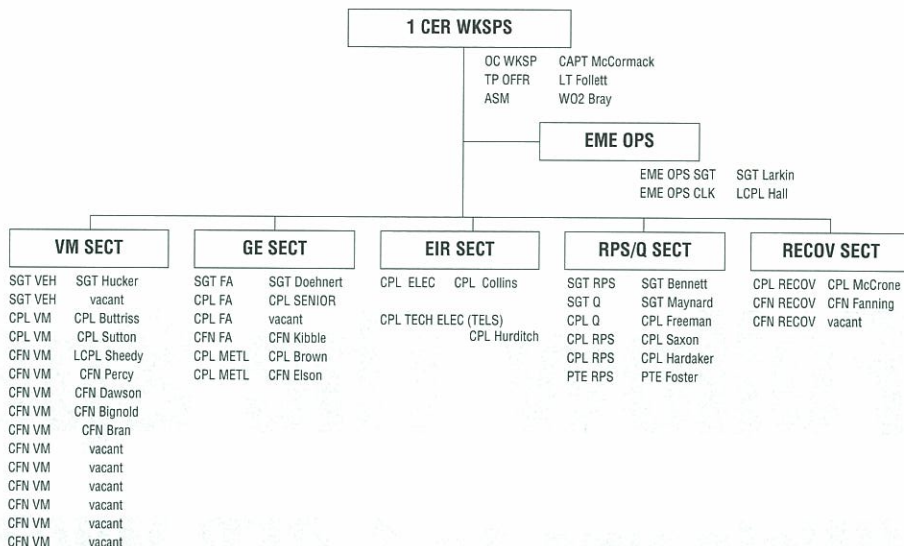 1 CER WKSPS
OC WKSP CAPT McCormack
TP OFFR LT Follett
ASM WO2 Bray
EME OPS
EME OPS SGT SGT Larkin
EME OPS CLK LCPL Hall
VM SECT
SGT VEH SGT Hucker
SGT VEH vacant
CPL VM CPL Buttriss
CPL VM CPL Sutton
CFN VM LCPL Sheedy
CFN VM CFN Percy
CFN VM CFN Dawson
CFN VM CFN Bignold
CFN VM CFN Bran
CFN VM vacant
CFN VM vacant
CFN VM vacant
CFN VM vacant
CFN VM vacant
CFN VM vacant
GE SECT
SGT FA SGT Doehnert
CPL FA CPL SENIOR
CPL FA vacant
CFN FA CFN Kibble
CPL METL CPL Brown
CPL METL CFN Elson
EIR SECT
CPL ELEC CPL Collins
CPL TECH ELEC (TELS)
CPL Hurditch
RPS/Q SECT
SGT RPS SGT Bennett
SGT Q SGT Maynard
CPL Q CPL Freeman
CPL RPS CPL Saxon
CPL RPS CPL Hardaker
PTE RPS PTE Foster
RECOV SECT
CPL RECOV CPL McCrone
CFN RECOV CFN Fanning
CFN RECOV vacant